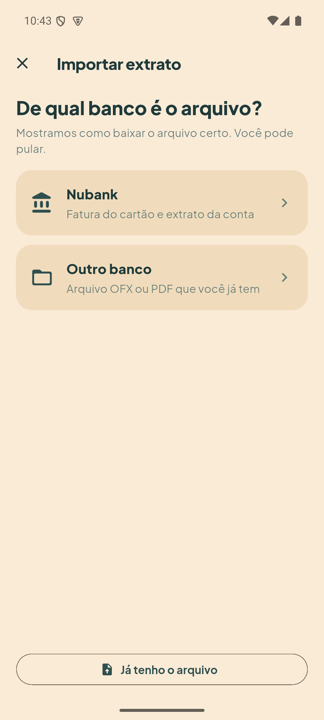 10:43
Importar extrato
De qual banco é o arquivo?
Mostramos como baixar o arquivo certo. Você pode
pular.
Nubank
Fatura do cartão e extrato da conta
Outro banco
Arquivo OFX ou PDF que você já tem
Já tenho o arquivo